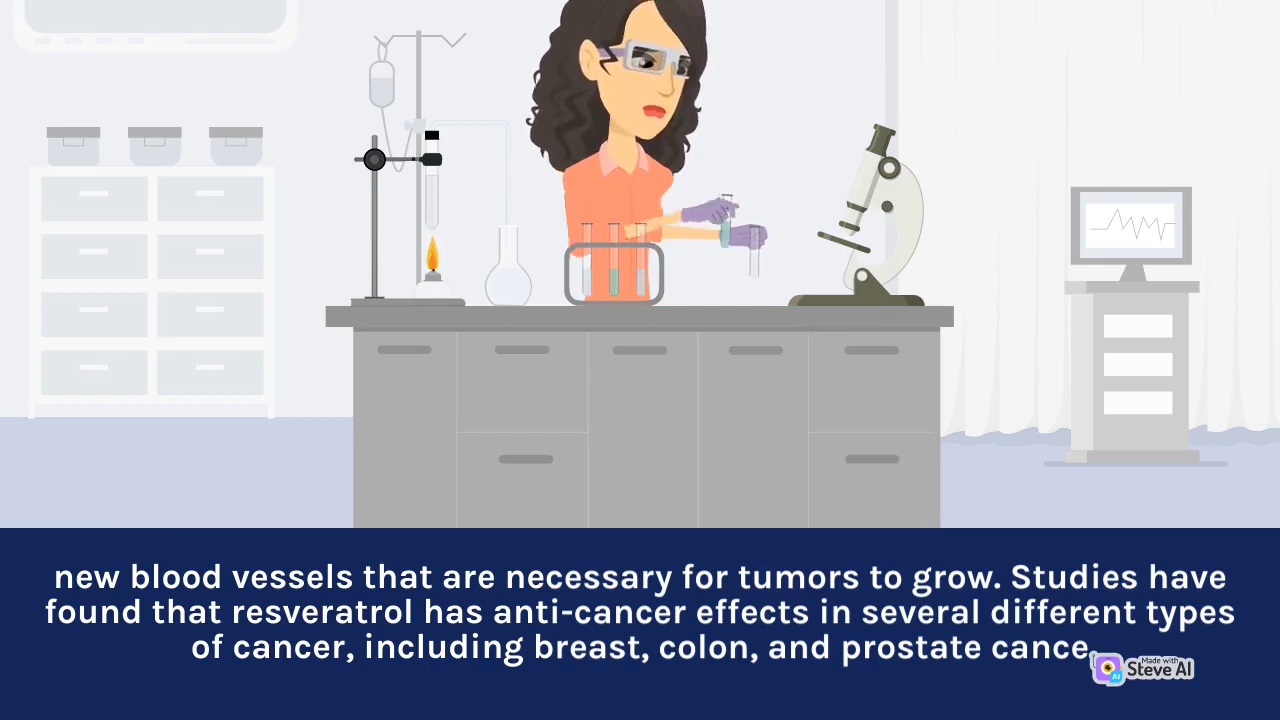 new blood vessels that are necessary for tumors to grow. Studies have
found that resveratrol has anti-cancer effects in several different types
of cancer, including breast, colon, and prostate cance
Made with
Steve AI
AI